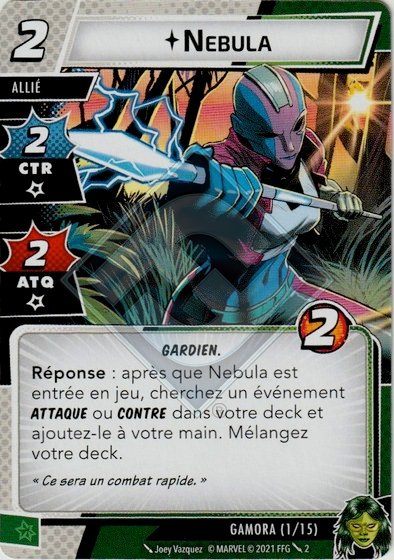 2
Nebula
ALLIÉ
2
CTR
2
ATQ
2
GARDIEN.
Réponse : après que Nebula est
entrée en jeu, cherchez un événement
ATTAQUE ou CONTRE dans votre deck et
ajoutez-le à votre main. Mélangez
votre deck.
« Ce sera un combat rapide. »
GAMORA (1/15)
Joey Vazquez © MARVEL © 2021 FFG 2